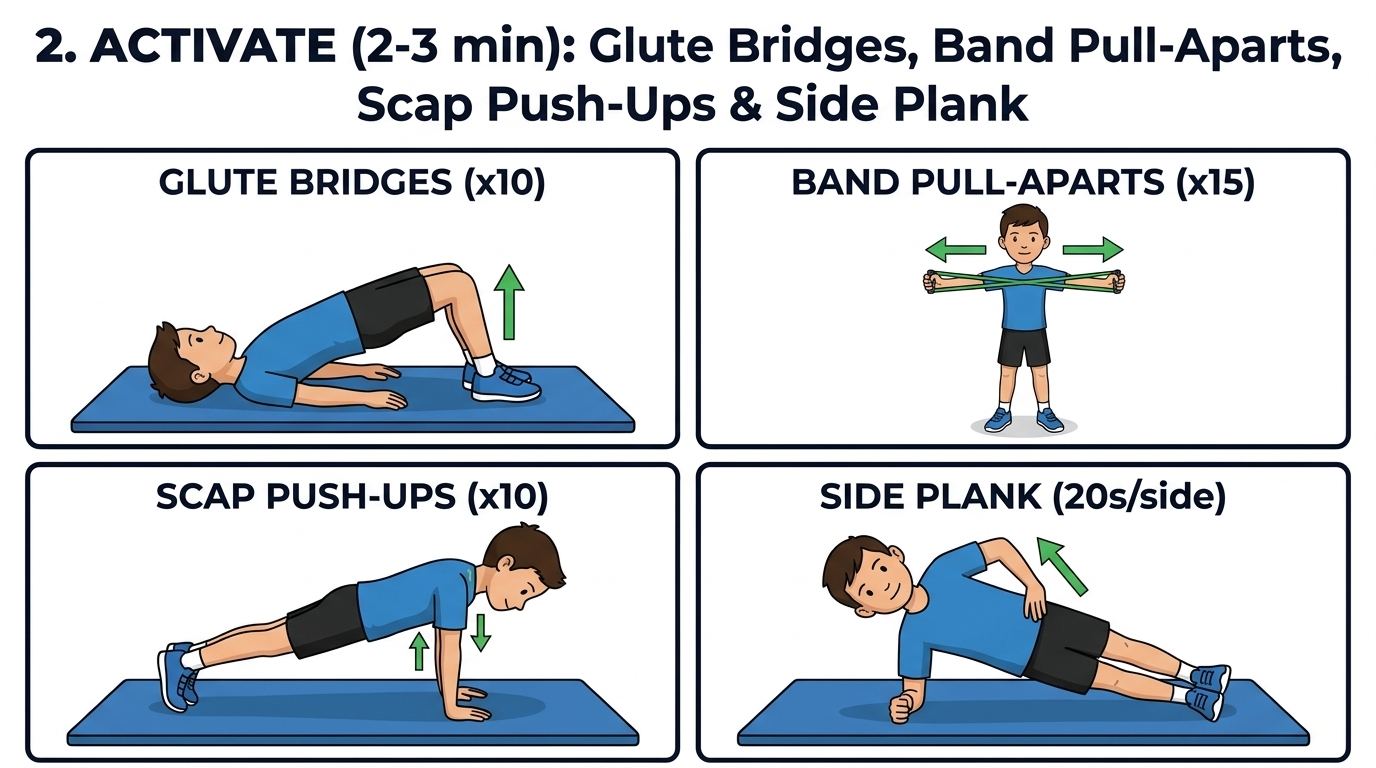 2. ACTIVATE (2-3 min): Glute Bridges, Band Pull-Aparts,
Scap Push-Ups & Side Plank
GLUTE BRIDGES (x10)
BAND PULL-APARTS (x15)
SCAP PUSH-UPS (x10)
SIDE PLANK (20s/side)